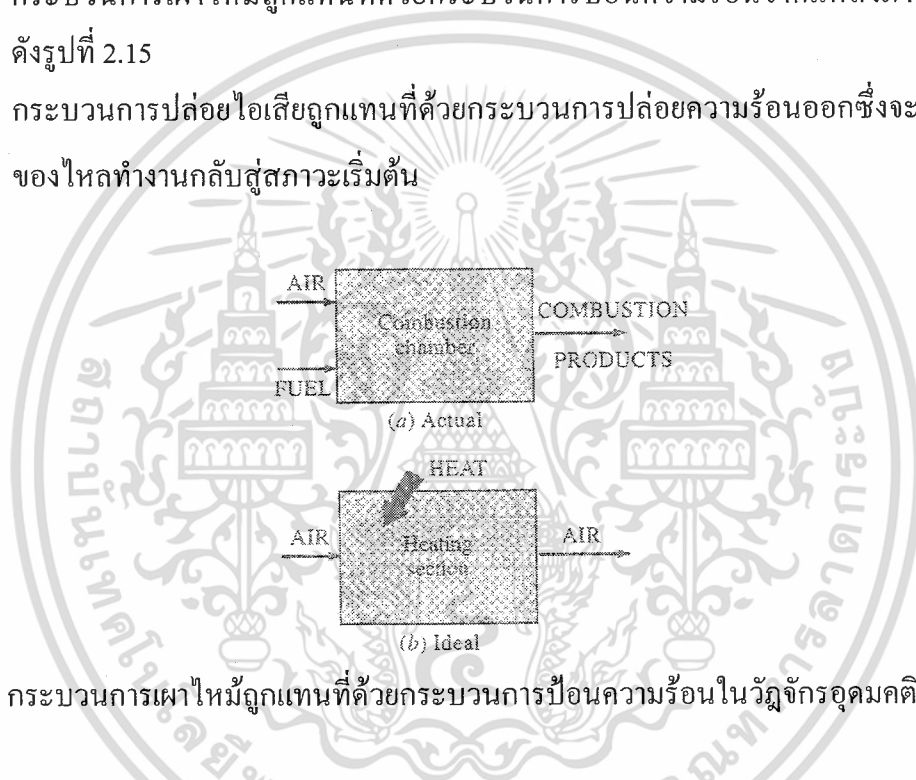 ดังรูปที่ 2.15
กระบวนการปล่อยไอเสียถูกแทนที่ด้วยกระบวนการปล่อยความร้อนออกซึ่งจะ
ของไหลทำงานกลับสู่สภาวะเริ่มต้น
AIR
Combustion
chamber
COMBUSTION
PRODUCTS
FUEL
(a) Actual
HEAT
AIR
Heating
section
AIR
(b) Ideal
กระบวนการเผาไหม้ถูกแทนที่ด้วยกระบวนการป้อนความร้อนในวัฎจักรอุดมคติ